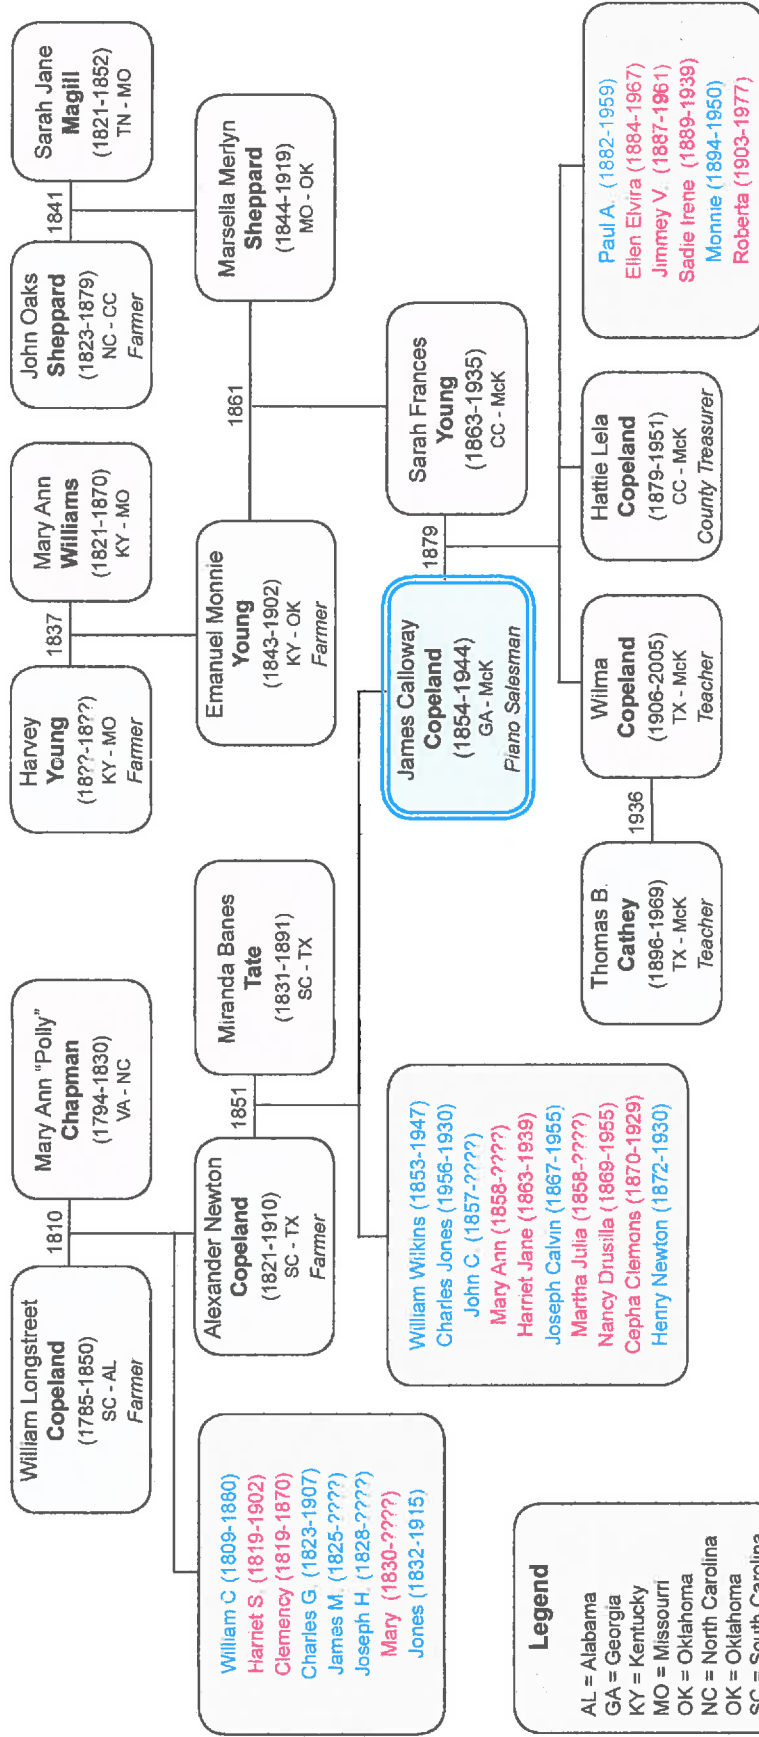 William Longstreet
Copeland
(1785-1850)
SC - AL
Farmer
1810
Mary Ann "Polly"
Chapman
(1794-1830)
VA - NC
Harvey
Young
(18??-18??)
KY - MO
Farmer
1837
Mary Ann
Williams
(1821-1870)
KY - MO
John Oaks
Sheppard
(1823-1879)
NC - CC
Farmer
1841
Sarah Jane
Magill
(1821-1852)
TN - MO
William C (1809-1880)
Harriet S. (1819-1902)
Clemency (1819-1870)
Charles G. (1823-1907)
James M. (1825-????)
Joseph H. (1828-????)
Mary (1830-????)
Jones (1832-1915)
Alexander Newton
Copeland
(1821-1910)
SC - TX
Farmer
1851
Miranda Banes
Tate
(1831-1891)
SC - TX
Emanuel Monnie
Young
(1843-1902)
KY - OK
Farmer
1861
Marsella Merlyn
Sheppard
(1844-1919)
MO - OK
William Wilkins (1853-1947)
Charles Jones (1956-1930)
John C. (1857-????)
Mary Ann (1858-????)
Harriet Jane (1863-1939)
Joseph Calvin (1867-1955)
Martha Julia (1858-????)
Nancy Drusilla (1869-1955)
Cepha Clemons (1870-1929)
Henry Newton (1872-1930)
James Calloway
Copeland
(1854-1944)
GA - McK
Piano Salesman
1879
Sarah Frances
Young
(1863-1935)
CC - McK
Thomas B.
Cathey
(1896-1969)
TX - McK
Teacher
1936
Wilma
Copeland
(1906-2005)
TX - McK
Teacher
Hattie Lela
Copeland
(1879-1951)
CC - McK
County Treasurer
Paul A. (1882-1959)
Ellen Elvira (1884-1967)
Jimmey V. (1887-1961)
Sadie Irene (1889-1939)
Monnie (1894-1950)
Roberta (1903-1977)
Legend
AL = Alabama
GA = Georgia
KY = Kentucky
MO = Missourri
OK = Oklahoma
NC = North Carolina
OK = Oklahoma
SC = South Carolina